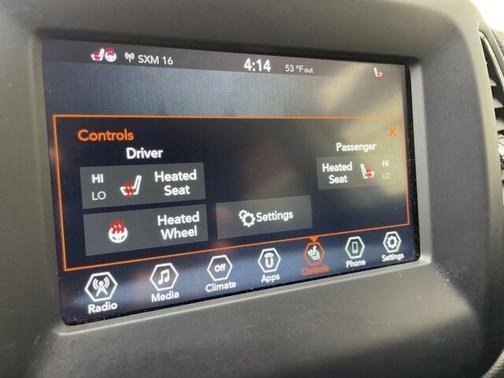 SXM 16
4:14
53 °F out
Controls
X
Driver
Passenger
HI
LO
Heated
Seat
Heated
Seat
HI
LO
Heated
Wheel
Settings
Radio
Media
Off
Climate
Apps
Controls
Phone
Settings